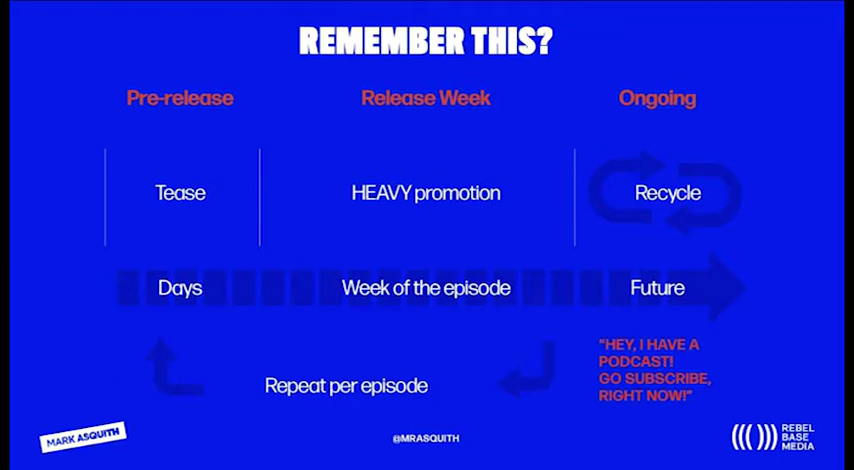 REMEMBER THIS?
Pre-release
Release Week
Ongoing
Tease
HEAVY promotion
Recycle
Days
Week of the episode
Future
Repeat per episode
"HEY, I HAVE A
PODCAST!
GO SUBSCRIBE,
RIGHT NOW!"
MARK ASQUITH
@MRASQUITH
REBEL
BASE
MEDIA